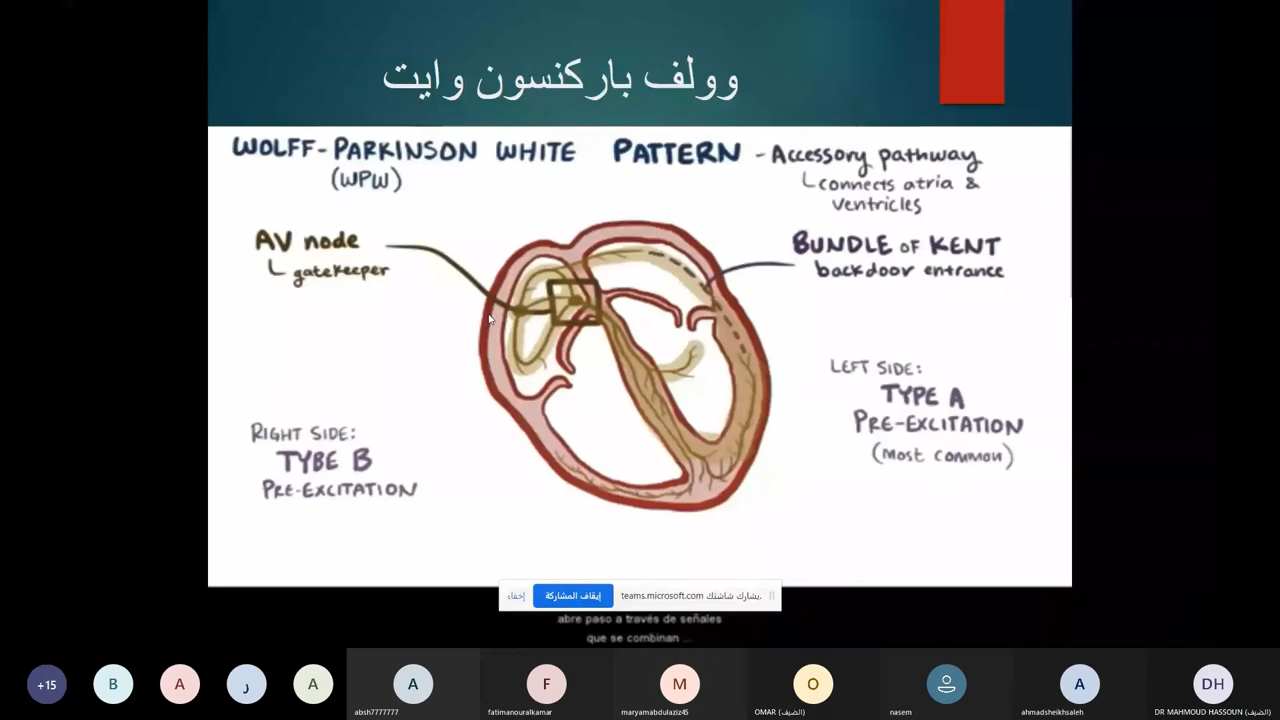 وولف باركنسون وايت
WOLFF-PARKINSON WHITE PATTERN - Accessory pathway
(WPW)
connects atria &
ventricles
AV node
gatekeeper
BUNDLE OF KENT
backdoor entrance
LEFT SIDE:
TYPE A
PRE-EXCITATION
(most common)
RIGHT SIDE:
TYBE B
PRE-EXCITATION
يشارك شاشتك teams.microsoft.com.
إيقاف المشاركة
إخفاء
abre paso a través de señales
que se combinan ...
+15
B
A
ر
A
A
F
M
O
A
DH
absh7777777
fatimanouralkamar
maryamabdulaziz45
OMAR (الضيف)
nasem
ahmadsheikhsaleh
DR MAHMOUD HASSOUN (الضيف)